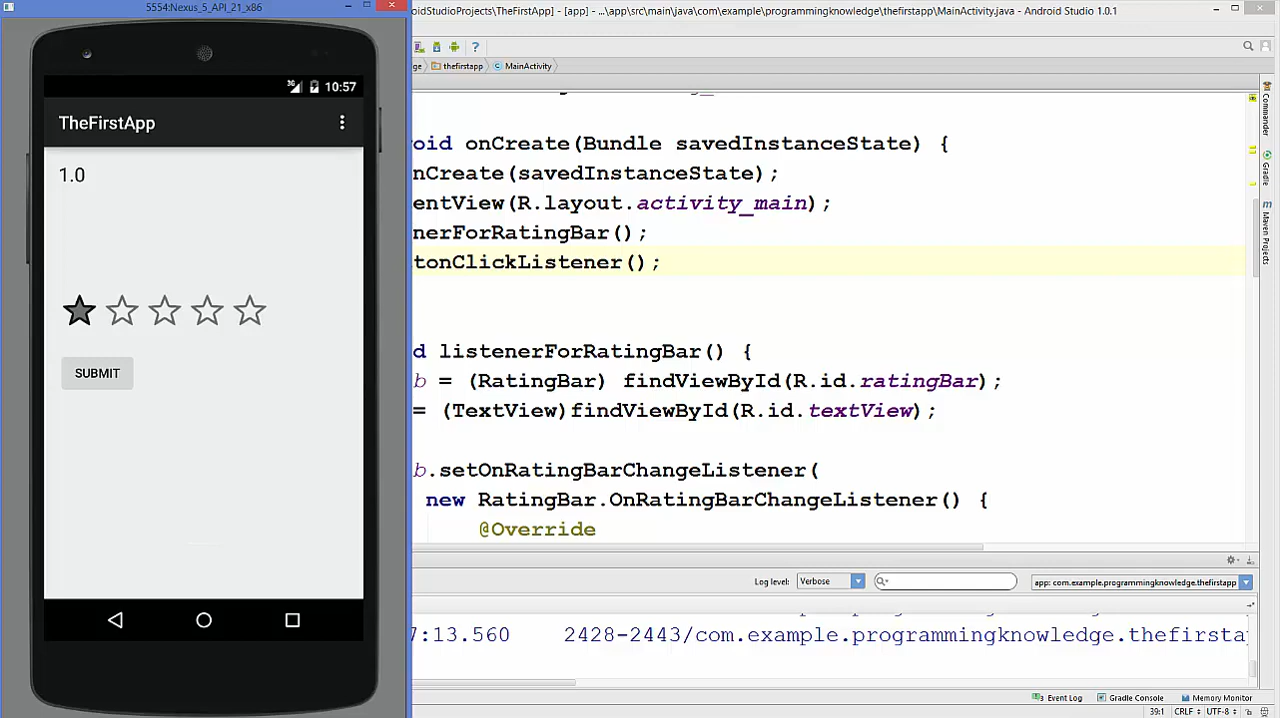 5554:Nexus_5_API_21_x86
oidStudioProjects\TheFirstApp] - [app] - ...\app\src\main\java\com\example\programmingknowledge\thefirstapp\MainActivity.java - Android Studio 1.0.1
thefirstapp
MainActivity
10:57
TheFirstApp
1.0
SUBMIT
oid onCreate(Bundle savedInstanceState) {
nCreate(savedInstanceState);
entView(R.layout.activity_main);
nerForRatingBar();
tonClickListener();
d listenerForRatingBar() {
b = (RatingBar) findViewById(R.id.ratingBar);
= (TextView)findViewById(R.id.textView);
b.setOnRatingBarChangeListener(
new RatingBar.OnRatingBarChangeListener() {
@Override
Commander
Gradle
Maven Projects
Log level: Verbose
app: com.example.programmingknowledge.thefirstapp
7:13.560 2428-2443/com.example.programmingknowledge.thefirsta
Event Log
Gradle Console
Memory Monitor
39:1 CRLF UTF-8